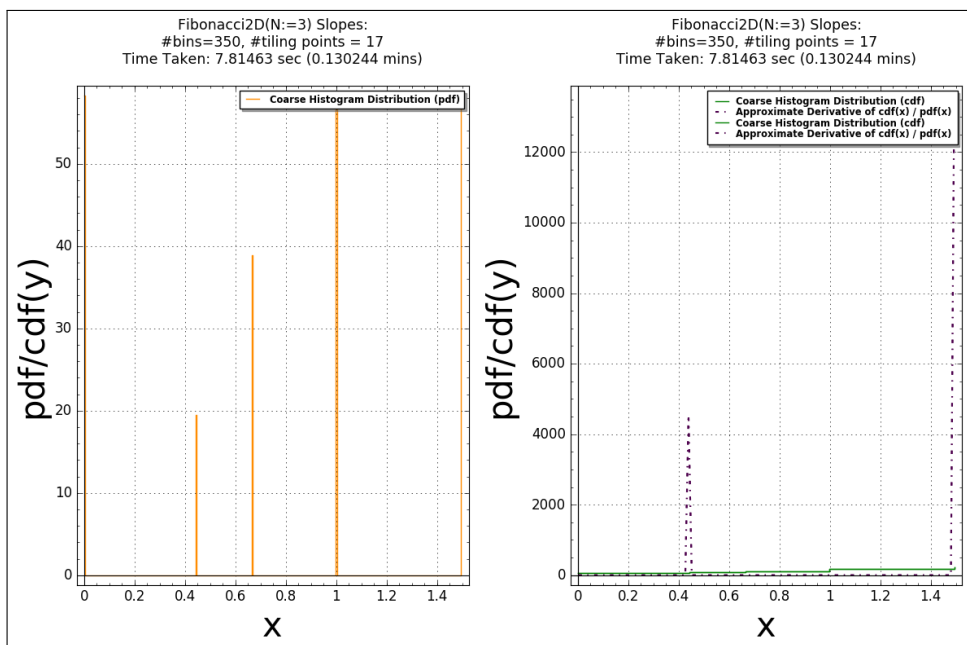 Fibonacci2D(N:=3) Slopes:
#bins=350, #tiling points = 17
Time Taken: 7.81463 sec (0.130244 mins)
Coarse Histogram Distribution (pdf)
50
40
30
20
10
0
pdf/cdf(y)
0
0.2
0.4
0.6
0.8
1
1.2
1.4
x
Fibonacci2D(N:=3) Slopes:
#bins=350, #tiling points = 17
Time Taken: 7.81463 sec (0.130244 mins)
Coarse Histogram Distribution (cdf)
Approximate Derivative of cdf(x) / pdf(x)
Coarse Histogram Distribution (cdf)
Approximate Derivative of cdf(x) / pdf(x)
12000
10000
8000
6000
4000
2000
0
pdf/cdf(y)
0
0.2
0.4
0.6
0.8
1
1.2
1.4
x